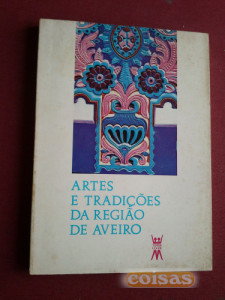 ARTES
E TRADIÇÕES
DA REGIÃO
DE AVEIRO
coisas